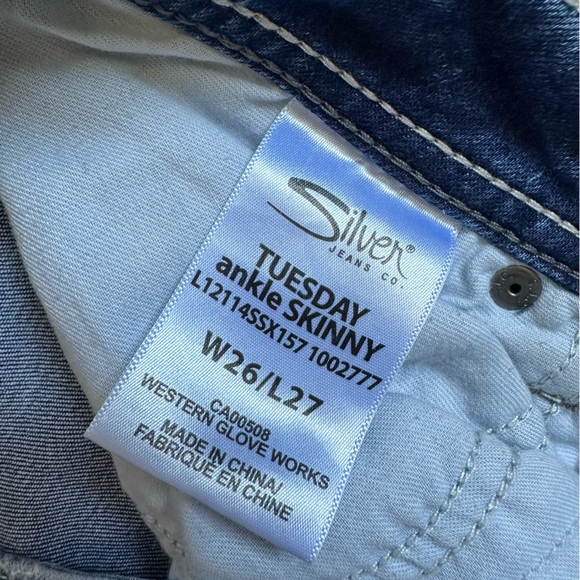 Silver®
JEANS CO.
TUESDAY
ankle SKINNY
L12114SSX157 1002777
W26/L27
CA00508
WESTERN GLOVE WORKS
MADE IN CHINA/
FABRIQUÉ EN CHINE